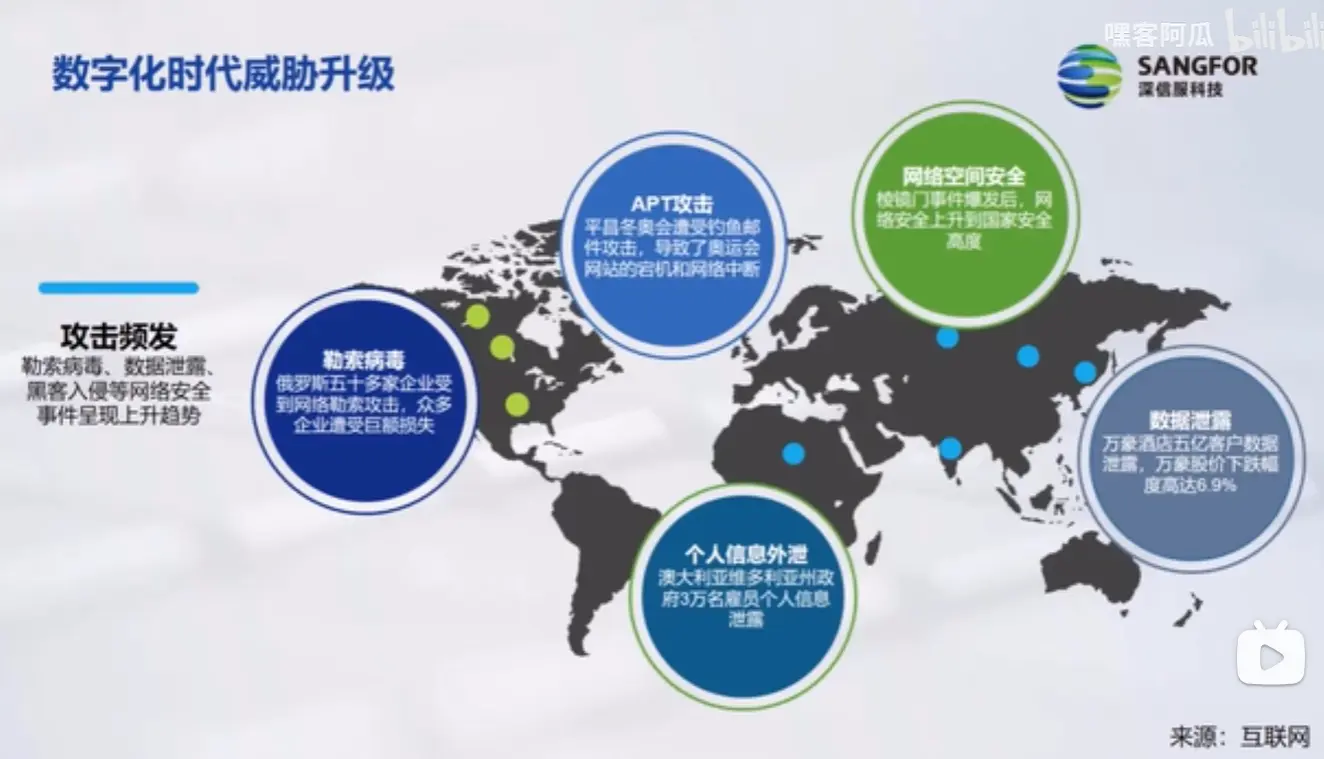 嘿客阿瓜 bilibili
数字化时代威胁升级
SANGFOR
深信服科技
网络空间安全
棱镜门事件爆发后，网
络安全上升到国家安全
高度
APT攻击
平昌冬奥会遭受钓鱼邮
件攻击，导致了奥运会
网站的宕机和网络中断
攻击频发
勒索病毒、数据泄露、
黑客入侵等网络安全
事件呈现上升趋势
勒索病毒
俄罗斯五十多家企业受
到网络勒索攻击，众多
企业遭受巨额损失
数据泄露
万豪酒店五亿客户数据
泄露，万豪股价下跌幅
度高达6.9%
个人信息外泄
澳大利亚维多利亚州政
府3万名雇员个人信息
泄露
来源：互联网